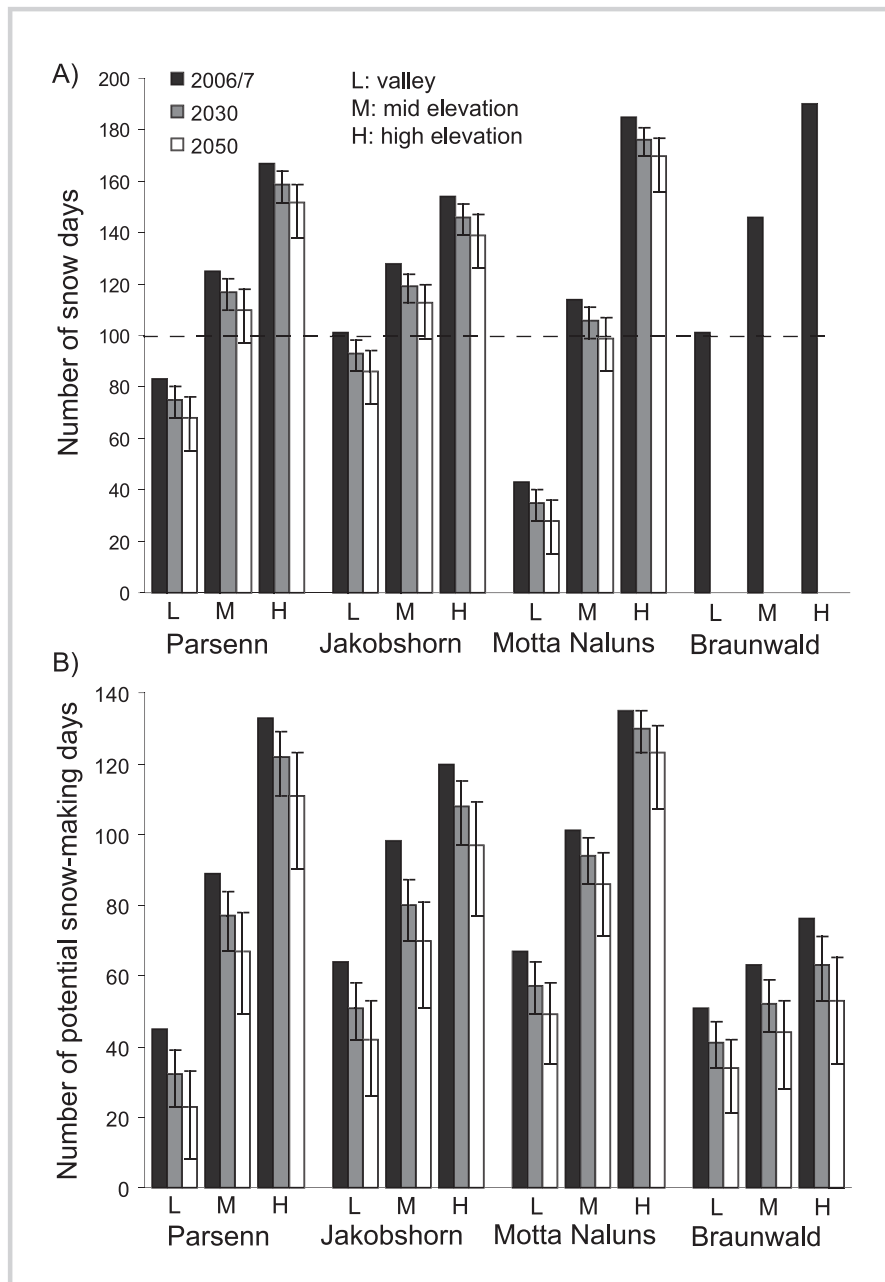 A)
Number of snow days
200
180
160
140
120
100
80
60
40
20
0
2006/7
2030
2050
L: valley
M: mid elevation
H: high elevation
L M H L M H L M H L M H
Parsenn Jakobshorn Motta Naluns Braunwald
B)
Number of potential snow-making days
140
120
100
80
60
40
20
0
L M H L M H L M H L M H
Parsenn Jakobshorn Motta Naluns Braunwald